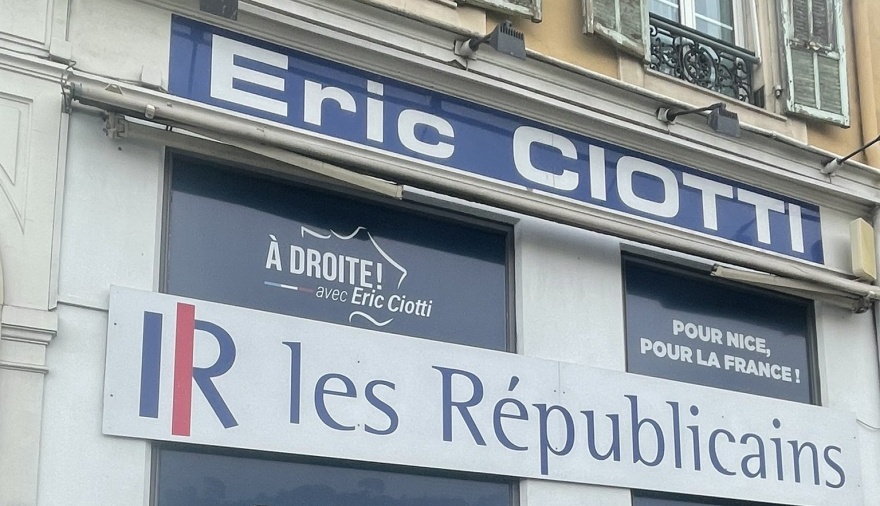 Eric CIOTTI
À DROITE!
avec Eric Ciotti
POUR NICE,
POUR LA FRANCE !
lR les Républicains